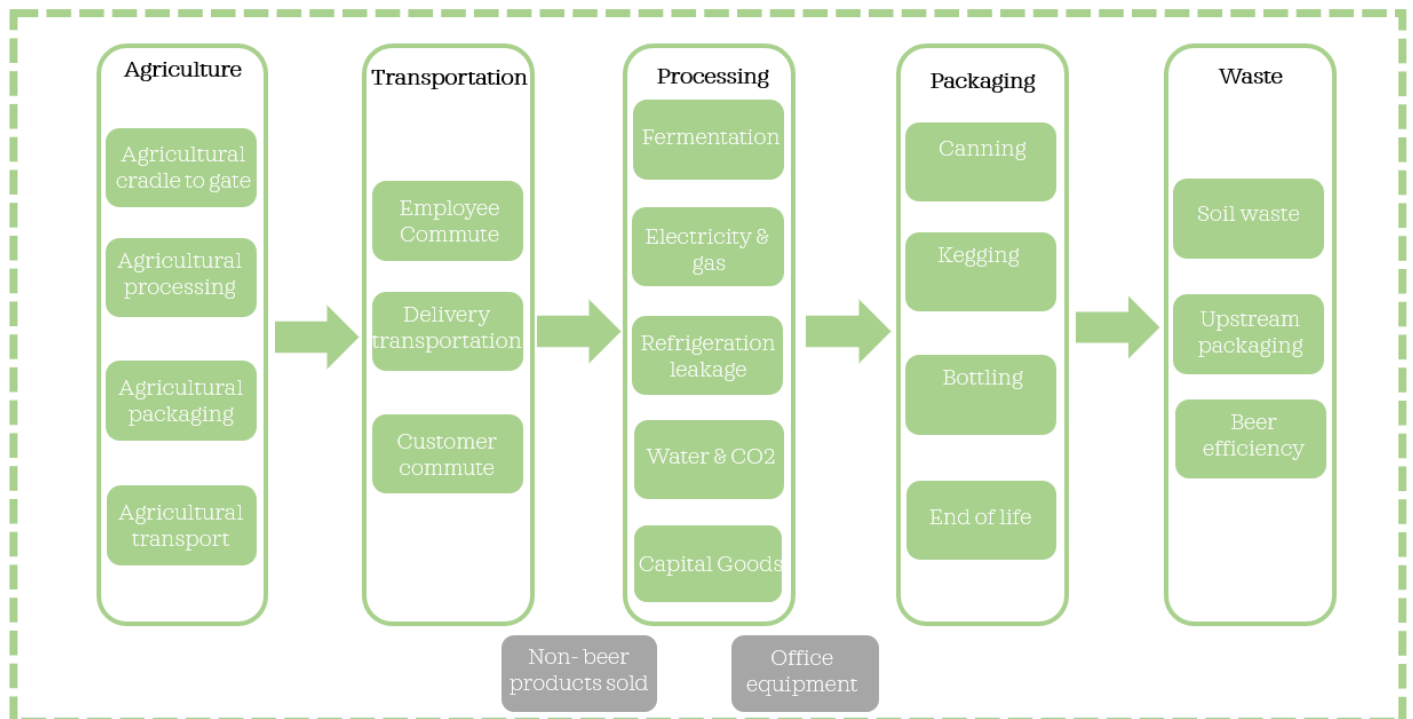 Agriculture
Agricultural
cradle to gate
Agricultural
processing
Agricultural
packaging
Agricultural
transport
Transportation
Employee
Commute
Delivery
transportation
Customer
commute
Processing
Fermentation
Electricity &
gas
Refrigeration
leakage
Water & CO2
Capital Goods
Packaging
Canning
Kegging
Bottling
End of life
Waste
Soil waste
Upstream
packaging
Beer
efficiency
Non- beer
products sold
Office
equipment